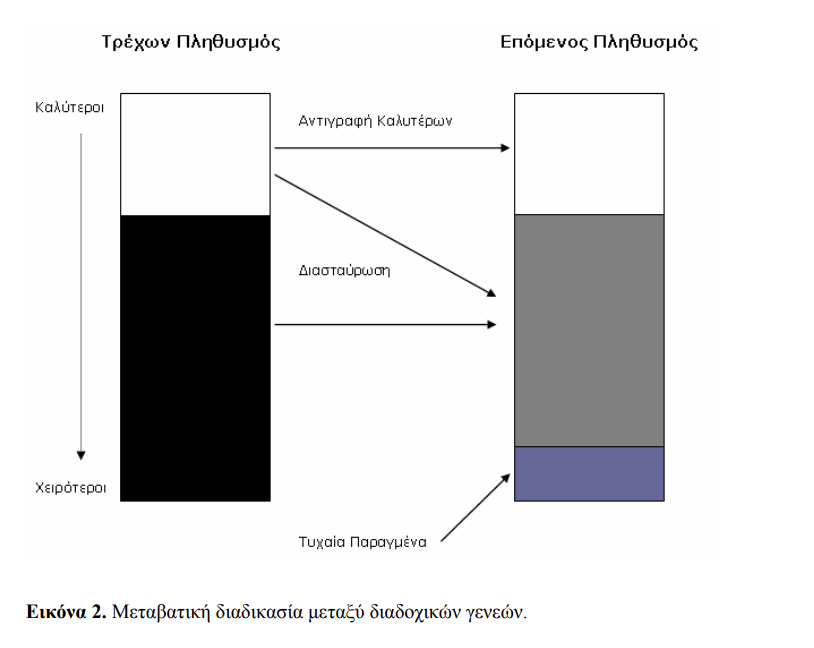 Τρέχων Πληθυσμός
Επόμενος Πληθυσμός
Καλύτεροι
Αντιγραφή Καλυτέρων
Διασταύρωση
Χειρότεροι
Τυχαία Παραγμένα
Εικόνα 2. Μεταβατική διαδικασία μεταξύ διαδοχικών γενεών.